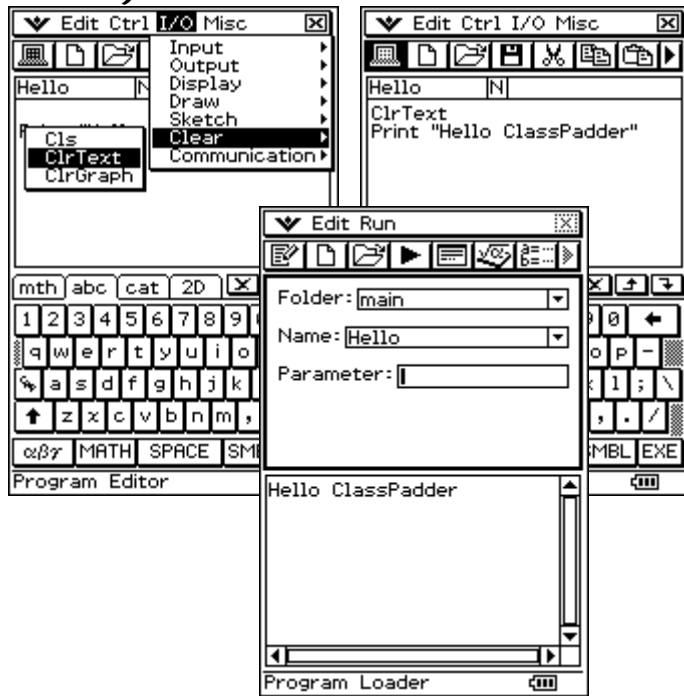 Edit Ctrl I/O Misc
Hello N
Input
Output
Display
Draw
Sketch
Clear
Communication
Cls
ClrText
ClrGraph
mth abc cat 2D
1 2 3 4 5 6 7 8 9
q w e r t y u i o
a s d f g h j k
z x c v b n m ,
αβγ MATH SPACE
Program Editor
Edit Ctrl I/O Misc
Hello N
ClrText
Print "Hello ClassPadder"
0
o p -
l ; \
, . /
EXE
Edit Run
Folder: main
Name: Hello
Parameter:
Hello ClassPadder
Program Loader